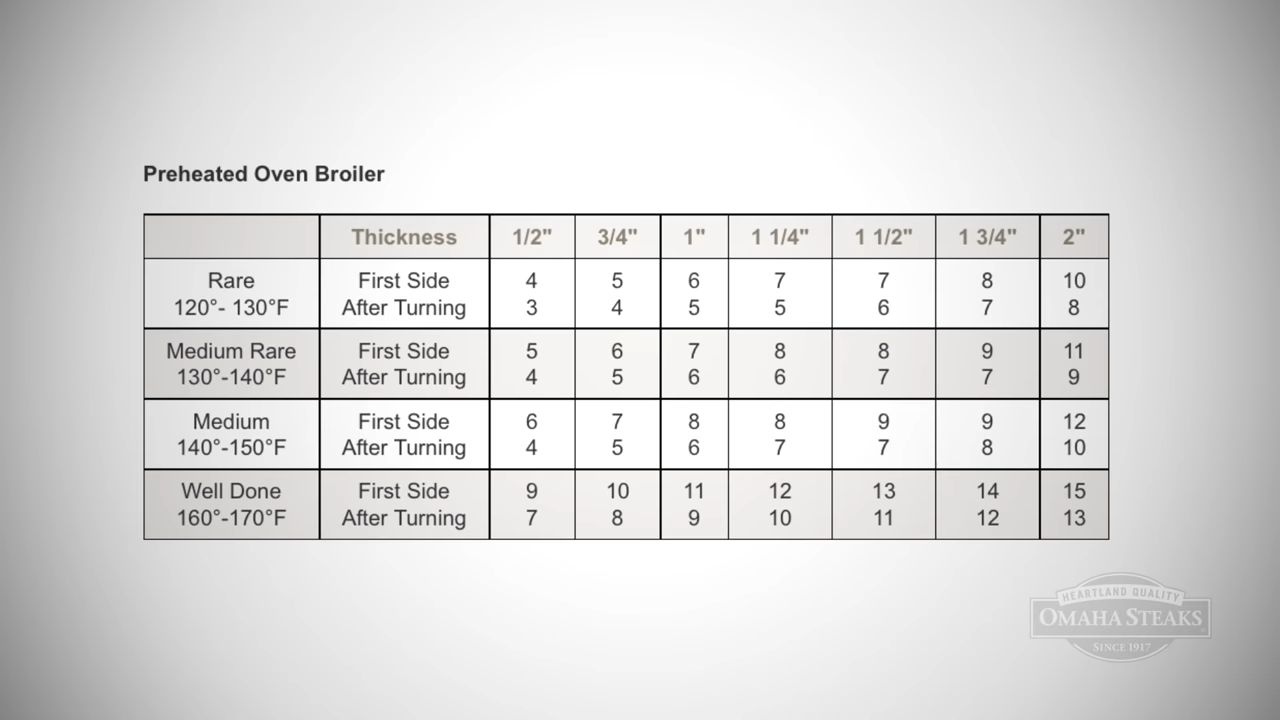 Preheated Oven Broiler
Thickness 1/2" 3/4" 1" 1 1/4" 1 1/2" 1 3/4" 2"
Rare First Side 4 5 6 7 7 8 10
120°- 130°F After Turning 3 4 5 5 6 7 8
Medium Rare First Side 5 6 7 8 8 9 11
130°-140°F After Turning 4 5 6 6 7 7 9
Medium First Side 6 7 8 8 9 9 12
140°-150°F After Turning 4 5 6 7 7 8 10
Well Done First Side 9 10 11 12 13 14 15
160°-170°F After Turning 7 8 9 10 11 12 13
HEARTLAND QUALITY
OMAHA STEAKS
SINCE 1917